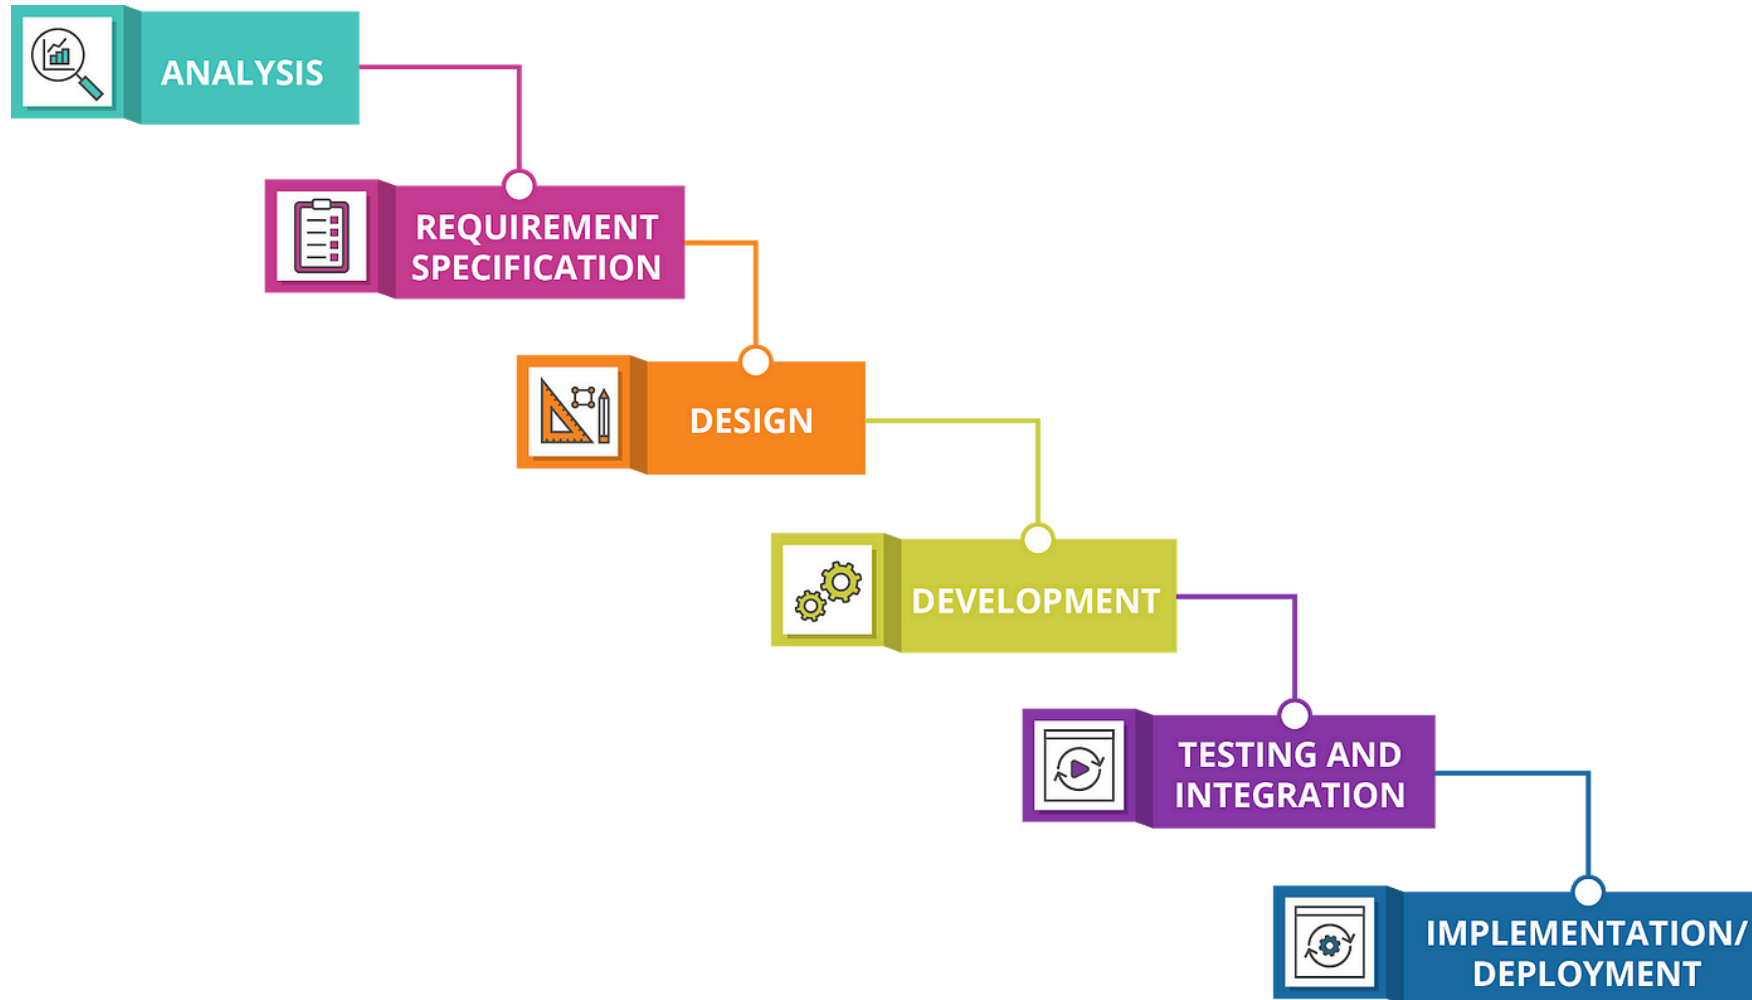 ANALYSIS
REQUIREMENT
SPECIFICATION
DESIGN
DEVELOPMENT
TESTING AND
INTEGRATION
IMPLEMENTATION/
DEPLOYMENT